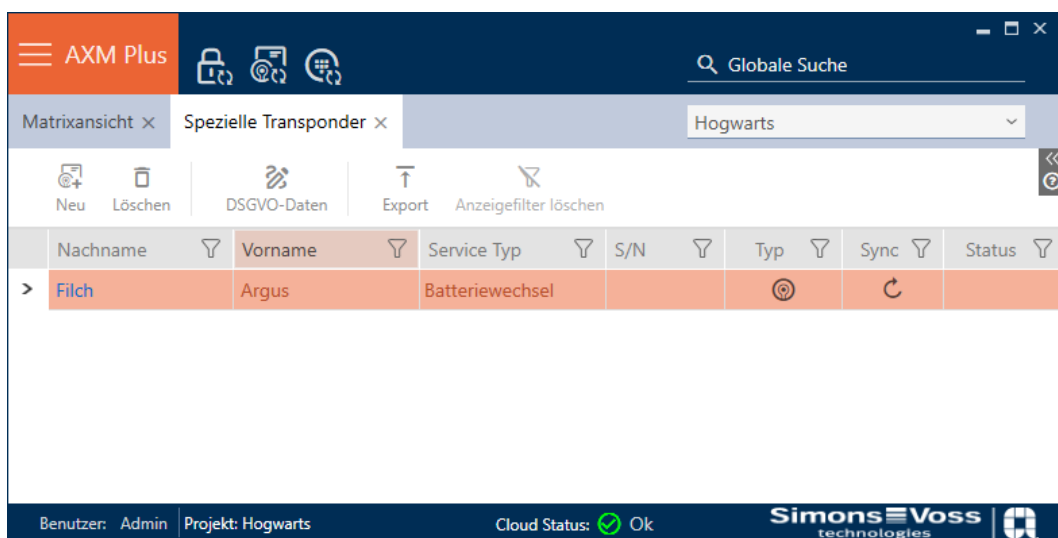 AXM Plus
Globale Suche
Matrixansicht
Spezielle Transponder
Hogwarts
Neu Löschen DSGVO-Daten Export Anzeigefilter löschen
Nachname Vorname Service Typ S/N Typ Sync Status
Filch Argus Batteriewechsel
Benutzer: Admin Projekt: Hogwarts Cloud Status: Ok SimonsVoss
technologies